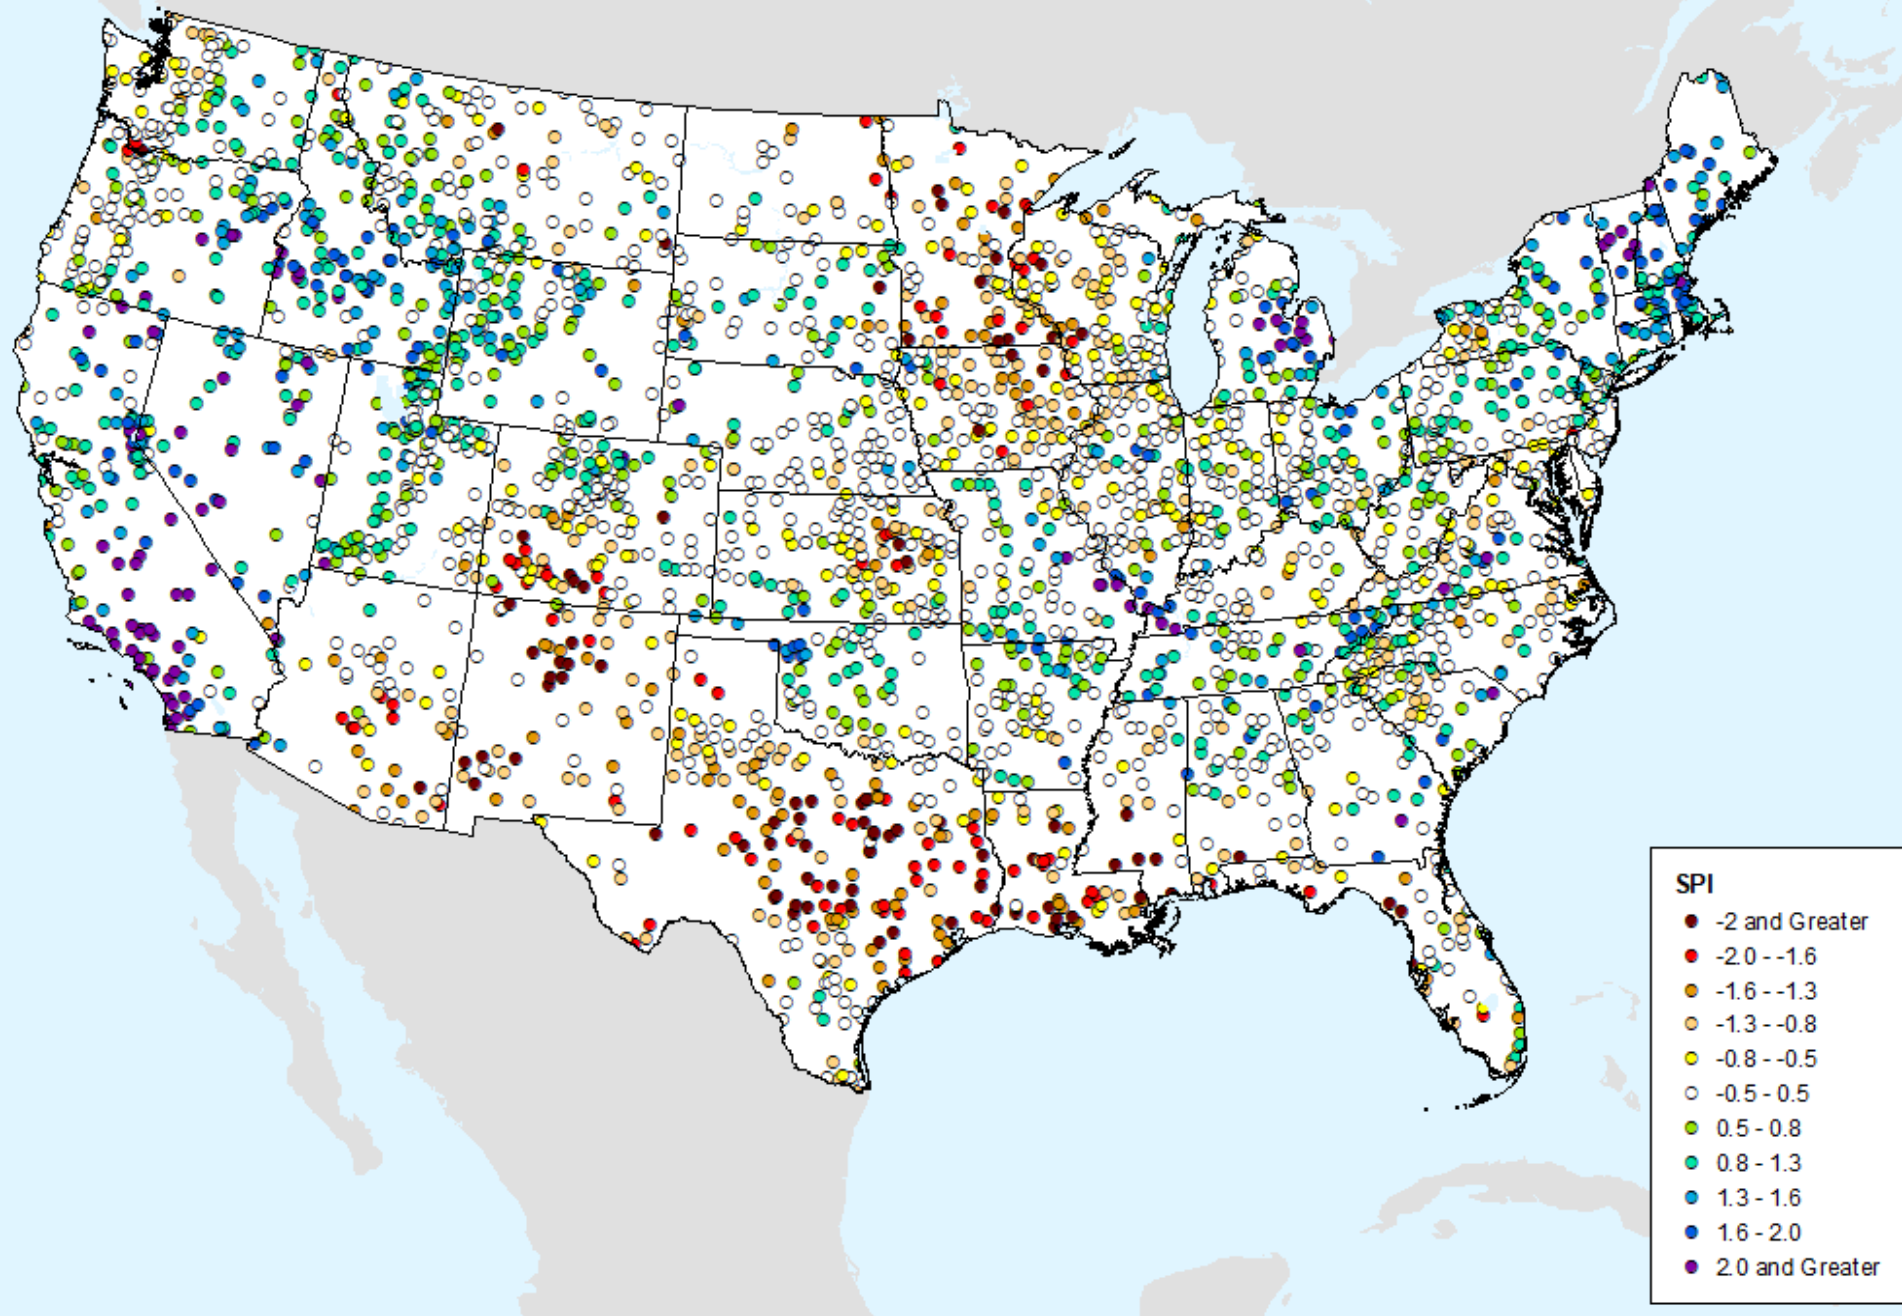 SPI
-2 and Greater
-2.0 - -1.6
-1.6 - -1.3
-1.3 - -0.8
-0.8 - -0.5
-0.5 - 0.5
0.5 - 0.8
0.8 - 1.3
1.3 - 1.6
1.6 - 2.0
2.0 and Greater